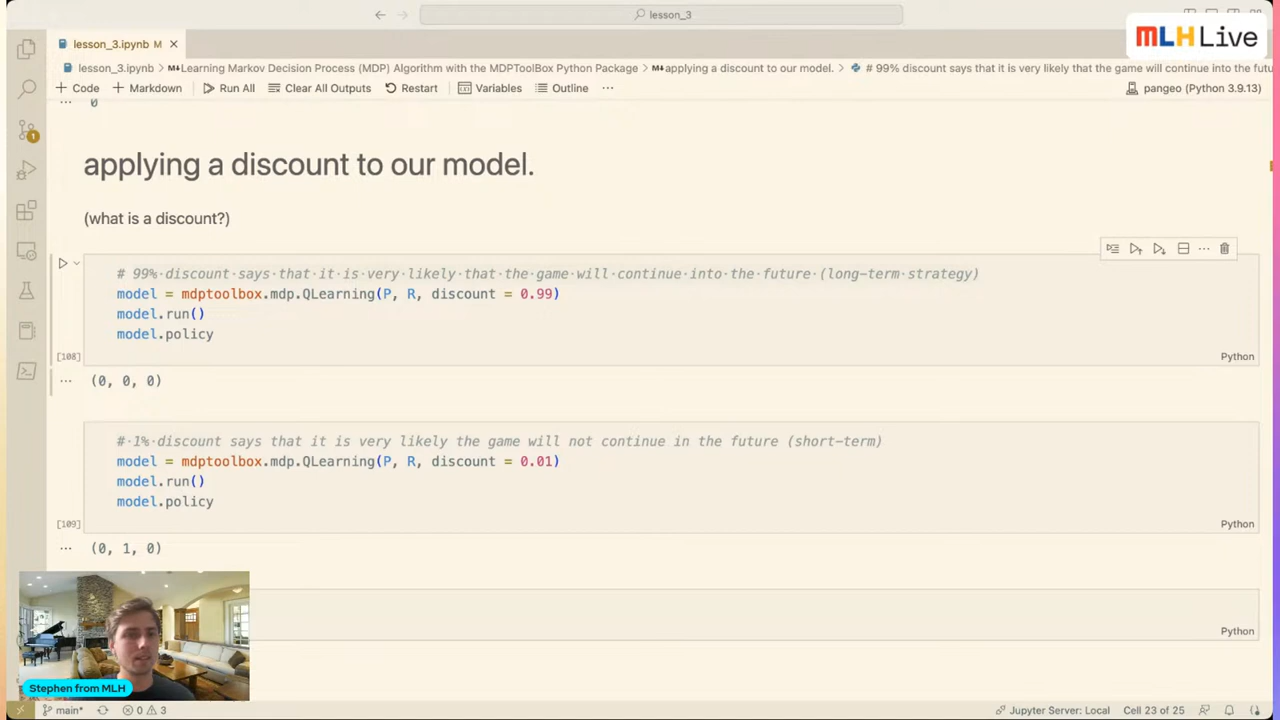 lesson_3
MLH Live
lesson_3.ipynb M
lesson_3.ipynb > M↓Learning Markov Decision Process (MDP) Algorithm with the MDPToolBox Python Package > M↓applying a discount to our model. > # 99% discount says that it is very likely that the game will continue into the futu
+ Code + Markdown Run All Clear All Outputs Restart Variables Outline ... pangeo (Python 3.9.13)
... 0
applying a discount to our model.
(what is a discount?)
# 99% discount says that it is very likely that the game will continue into the future (long-term strategy)
model = mdptoolbox.mdp.QLearning(P, R, discount = 0.99)
model.run()
model.policy
[108] Python
... (0, 0, 0)
# 1% discount says that it is very likely the game will not continue in the future (short-term)
model = mdptoolbox.mdp.QLearning(P, R, discount = 0.01)
model.run()
model.policy
[109] Python
... (0, 1, 0)
Python
Stephen from MLH
main* 0 3 Jupyter Server: Local Cell 23 of 25